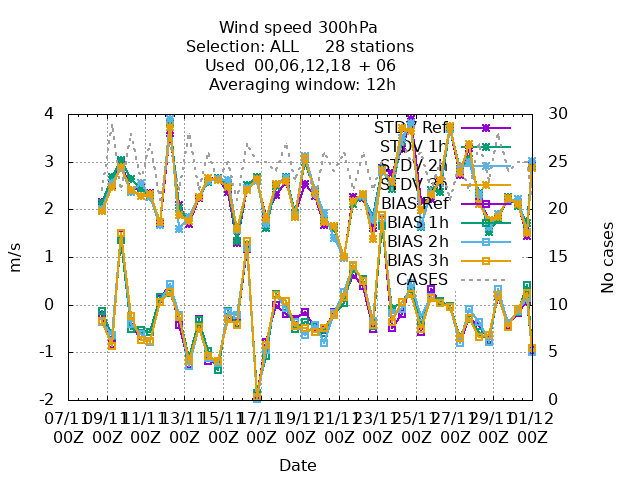 Wind speed 300hPa
Selection: ALL 28 stations
Used 00,06,12,18 + 06
Averaging window: 12h
4
3
2
1
0
-1
-2
m/s
30
25
20
15
10
5
0
No cases
STDV Ref
STDV 1h
STDV 2h
STDV 3h
BIAS Ref
BIAS 1h
BIAS 2h
BIAS 3h
CASES
07/11 09/11 11/11 13/11 15/11 17/11 19/11 21/11 23/11 25/11 27/11 29/11 01/12
00Z 00Z 00Z 00Z 00Z 00Z 00Z 00Z 00Z 00Z 00Z 00Z 00Z
Date